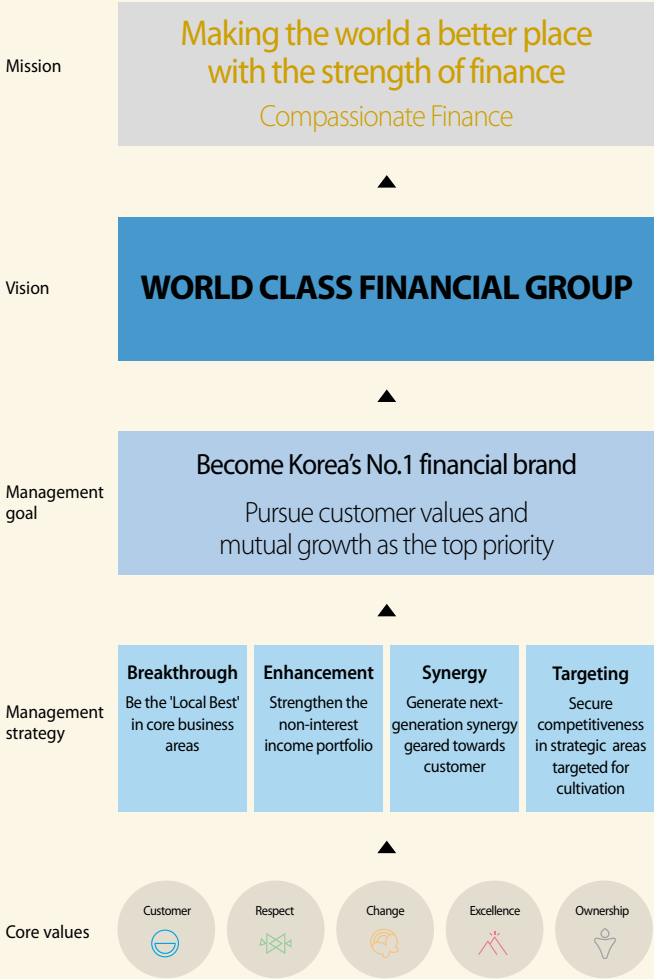 Mission
Making the world a better place
with the strength of finance
Compassionate Finance
Vision
WORLD CLASS FINANCIAL GROUP
Management
goal
Become Korea's No.1 financial brand
Pursue customer values and
mutual growth as the top priority
Management
strategy
Breakthrough
Be the 'Local Best'
in core business
areas
Enhancement
Strengthen the
non-interest
income portfolio
Synergy
Generate next-
generation synergy
geared towards
customer
Targeting
Secure
competitiveness
in strategic areas
targeted for
cultivation
Core values
Customer
Respect
Change
Excellence
Ownership